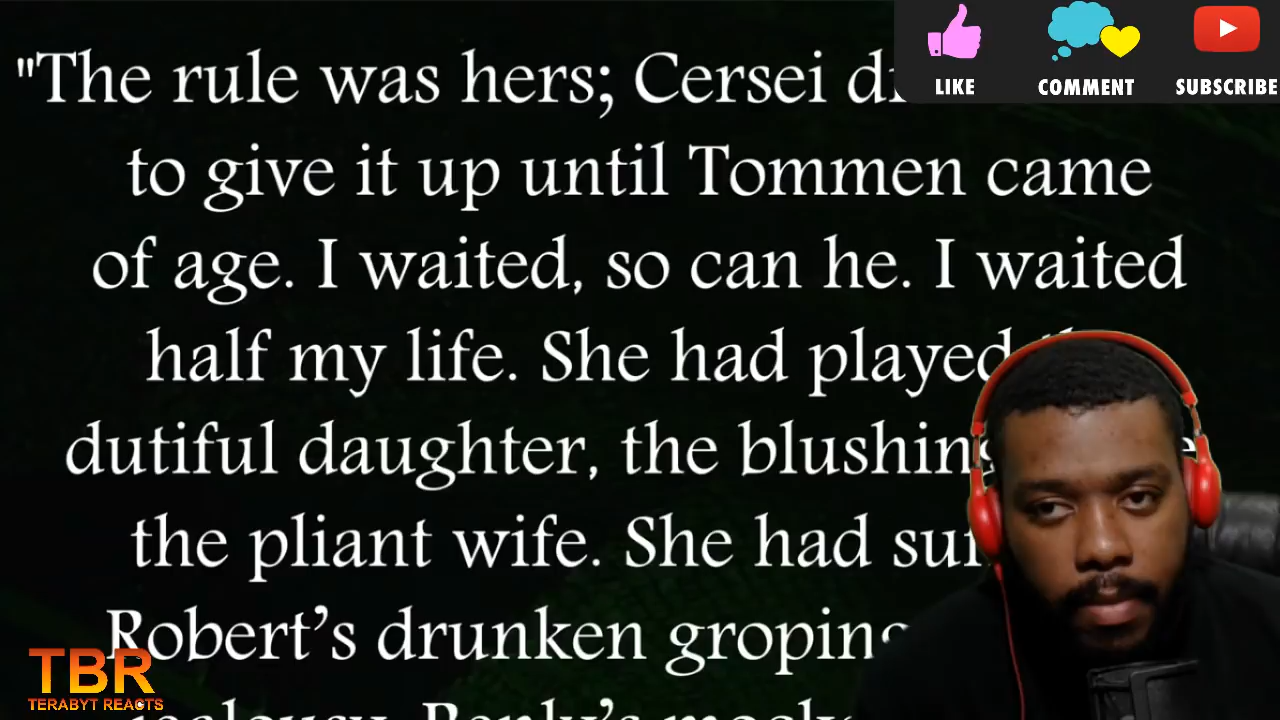 "The rule was hers; Cersei
to give it up until Tommen came
of age. I waited, so can he. I waited
half my life. She had played
dutiful daughter, the blushing
the pliant wife. She had
Robert's drunken groping
Renly's
LIKE
COMMENT
SUBSCRIBE
TBR
TERABYT REACTS